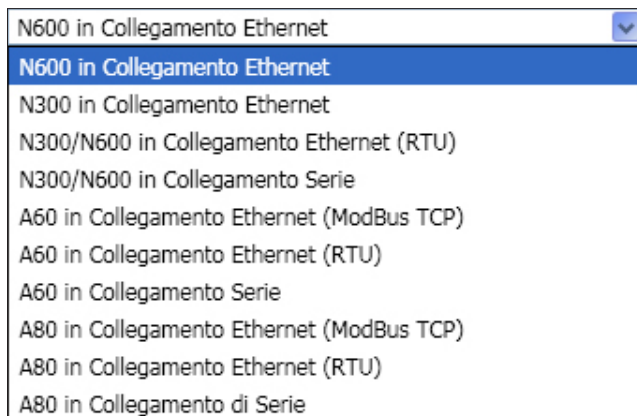 N600 in Collegamento Ethernet
N600 in Collegamento Ethernet
N300 in Collegamento Ethernet
N300/N600 in Collegamento Ethernet (RTU)
N300/N600 in Collegamento Serie
A60 in Collegamento Ethernet (ModBus TCP)
A60 in Collegamento Ethernet (RTU)
A60 in Collegamento Serie
A80 in Collegamento Ethernet (ModBus TCP)
A80 in Collegamento Ethernet (RTU)
A80 in Collegamento di Serie